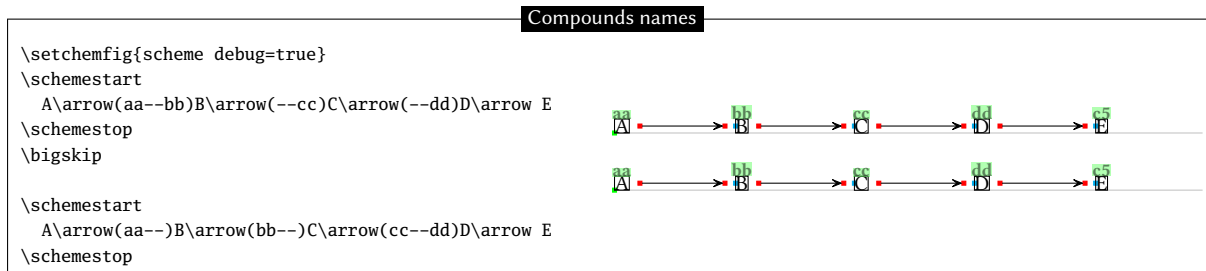 Compounds names
\setchemfig{scheme debug=true}
\schemestart
A\arrow(aa--bb)B\arrow(--cc)C\arrow(--dd)D\arrow E
\schemestop
\bigskip
\schemestart
A\arrow(aa--)B\arrow(bb--)C\arrow(cc--dd)D\arrow E
\schemestop
aa bb cc dd c5
A B C D E
aa bb cc dd c5
A B C D E